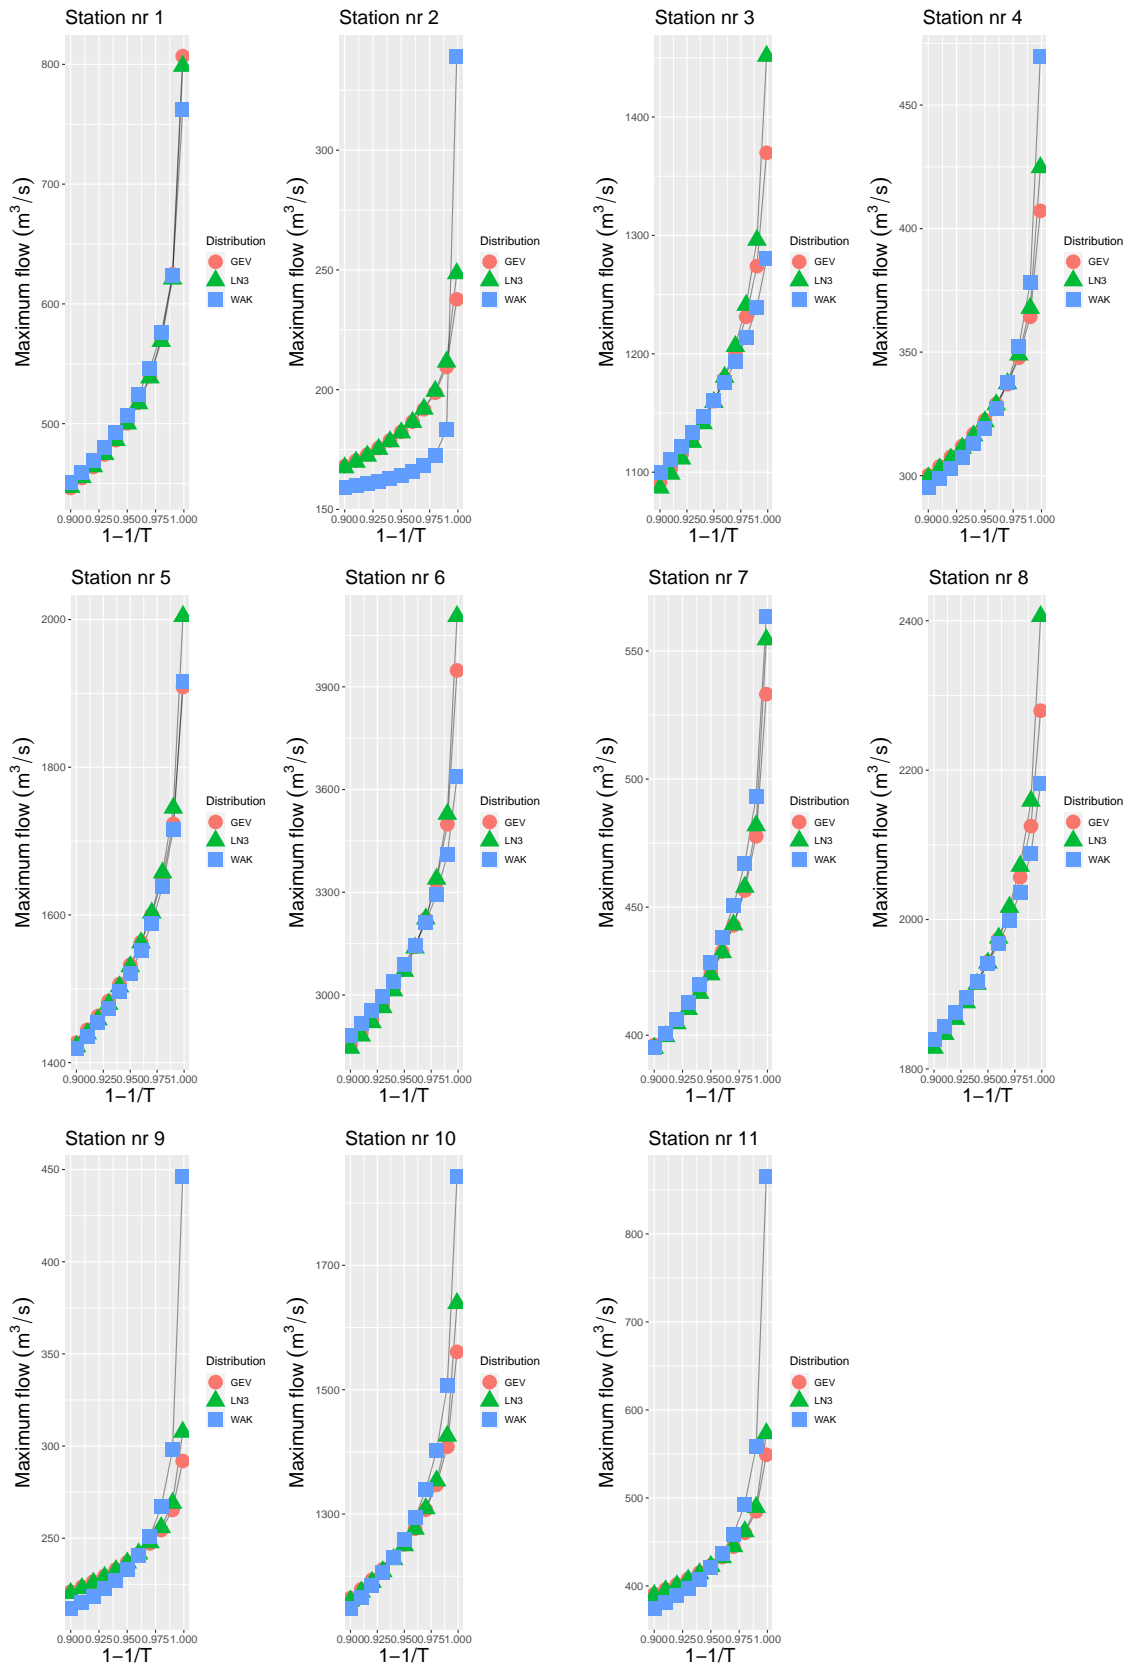 Station nr 1
Maximum flow (m³/s)
800
700
600
500
0.9000.9250.9500.9751.000
1−1/T
Distribution
GEV
LN3
WAK
Station nr 2
Maximum flow (m³/s)
300
250
200
150
0.9000.9250.9500.9751.000
1−1/T
Distribution
GEV
LN3
WAK
Station nr 3
Maximum flow (m³/s)
1400
1300
1200
1100
0.9000.9250.9500.9751.000
1−1/T
Distribution
GEV
LN3
WAK
Station nr 4
Maximum flow (m³/s)
450
400
350
300
0.9000.9250.9500.9751.000
1−1/T
Distribution
GEV
LN3
WAK
Station nr 5
Maximum flow (m³/s)
2000
1800
1600
1400
0.9000.9250.9500.9751.000
1−1/T
Distribution
GEV
LN3
WAK
Station nr 6
Maximum flow (m³/s)
3900
3600
3300
3000
0.9000.9250.9500.9751.000
1−1/T
Distribution
GEV
LN3
WAK
Station nr 7
Maximum flow (m³/s)
550
500
450
400
0.9000.9250.9500.9751.000
1−1/T
Distribution
GEV
LN3
WAK
Station nr 8
Maximum flow (m³/s)
2400
2200
2000
1800
0.9000.9250.9500.9751.000
1−1/T
Distribution
GEV
LN3
WAK
Station nr 9
Maximum flow (m³/s)
450
400
350
300
250
0.9000.9250.9500.9751.000
1−1/T
Distribution
GEV
LN3
WAK
Station nr 10
Maximum flow (m³/s)
1700
1500
1300
0.9000.9250.9500.9751.000
1−1/T
Distribution
GEV
LN3
WAK
Station nr 11
Maximum flow (m³/s)
800
700
600
500
400
0.9000.9250.9500.9751.000
1−1/T
Distribution
GEV
LN3
WAK